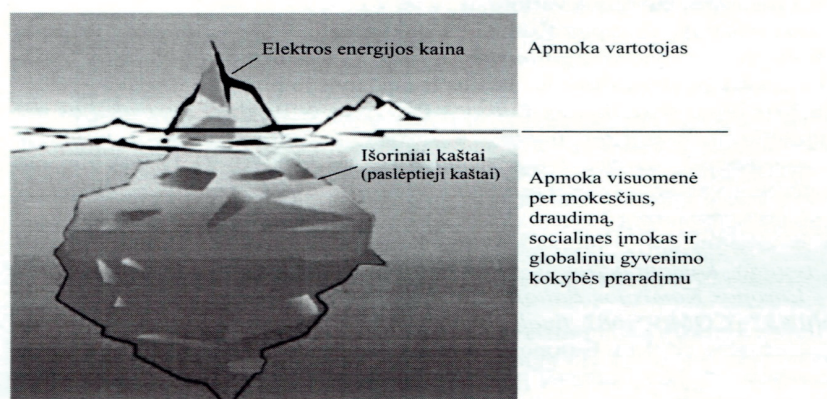 Elektros energijos kaina
Apmoka vartotojas
Išoriniai kaštai
(paslėptieji kaštai)
Apmoka visuomenė
per mokesčius,
draudimą,
socialines įmokas ir
globaliniu gyvenimo
kokybės praradimu